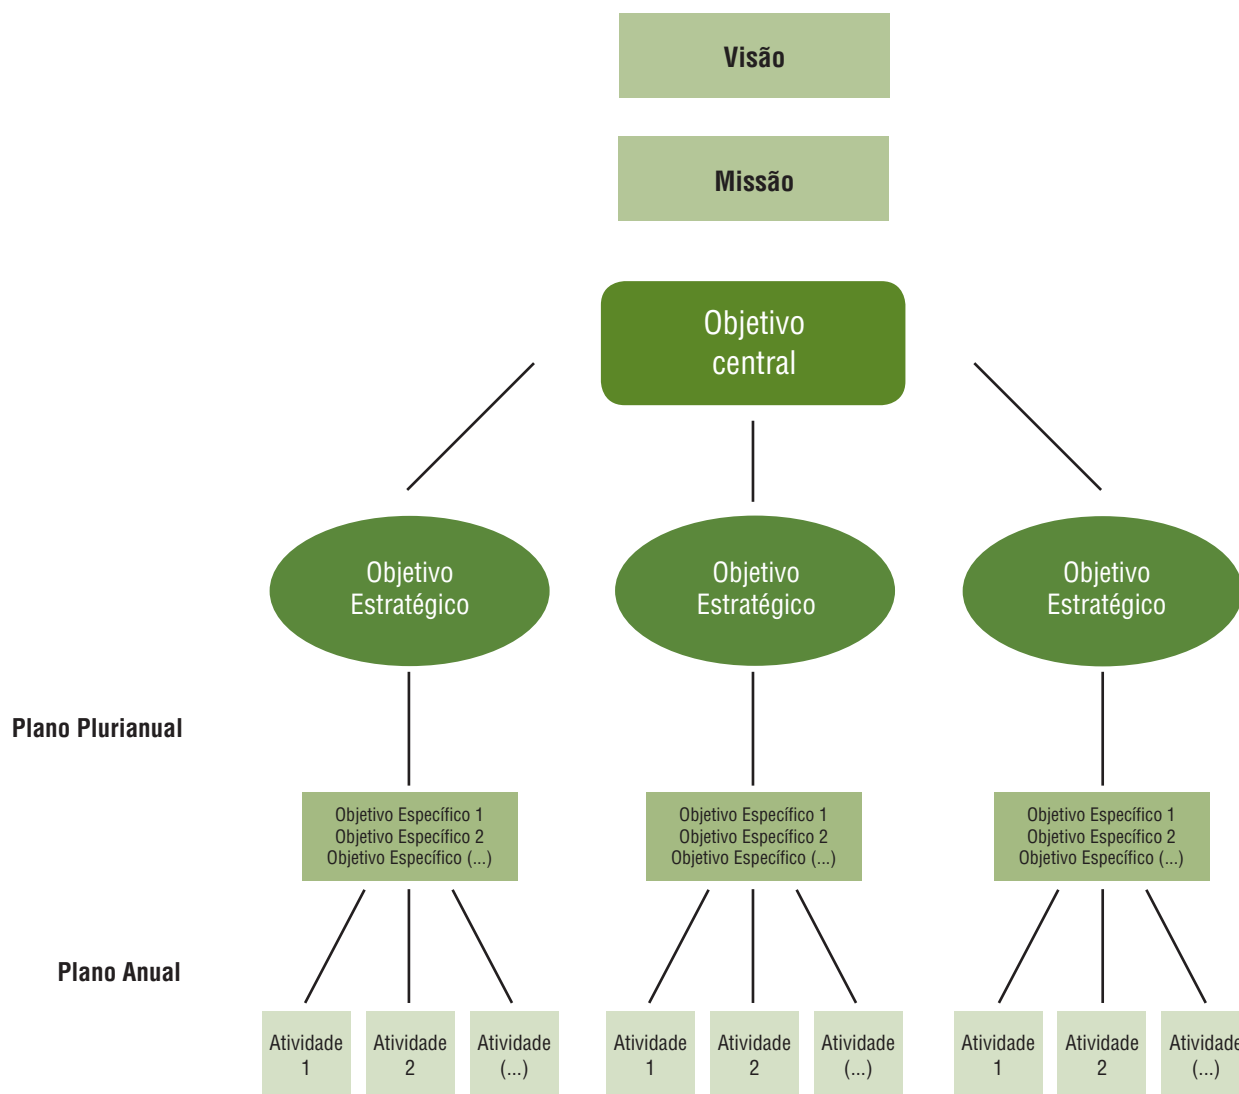 Visão
Missão
Objetivo
central
Objetivo
Estratégico
Objetivo
Estratégico
Objetivo
Estratégico
Plano Plurianual
Objetivo Específico 1
Objetivo Específico 2
Objetivo Específico (...)
Objetivo Específico 1
Objetivo Específico 2
Objetivo Específico (...)
Objetivo Específico 1
Objetivo Específico 2
Objetivo Específico (...)
Plano Anual
Atividade
1
Atividade
2
Atividade
(...)
Atividade
1
Atividade
2
Atividade
(...)
Atividade
1
Atividade
2
Atividade
(...)